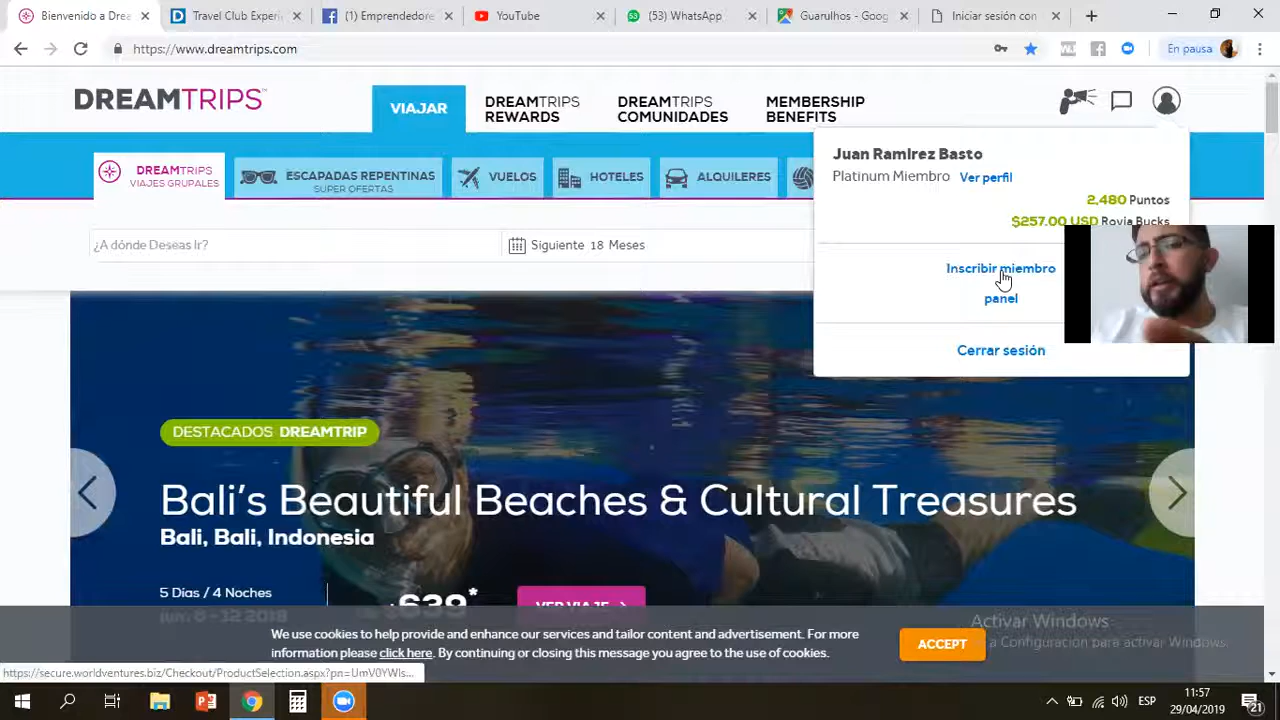 Bienvenido a Drea
Travel Club Experi
(1) Emprendedore
YouTube
(53) WhatsApp
Guarulhos - Goog
Iniciar sesión con
https://www.dreamtrips.com
En pausa
DREAMTRIPS
VIAJAR
DREAMTRIPS REWARDS
DREAMTRIPS COMUNIDADES
MEMBERSHIP BENEFITS
Juan Ramirez Basto
Platinum Miembro Ver perfil
2,480 Puntos
$257.00 USD Rovia Bucks
Inscribir miembro
panel
Cerrar sesión
DREAMTRIPS
VIAJES GRUPALES
ESCAPADAS REPENTINAS
SUPER OFERTAS
VUELOS
HOTELES
ALQUILERES
¿A dónde Deseas Ir?
Siguiente 18 Meses
DESTACADOS DREAMTRIP
Bali's Beautiful Beaches & Cultural Treasures
Bali, Bali, Indonesia
5 Días / 4 Noches
jun. 8 - 12 2018
639*
VER VIAJE
We use cookies to help provide and enhance our services and tailor content and advertisement. For more
information please click here. By continuing or closing this message you agree to the use of cookies.
ACCEPT
Activar Windows
a Configuración para activar Windows.
https://secure.worldventures.biz/Checkout/ProductSelection.aspx?pn=UmV0YWls...
ESP
11:57
29/04/2019
21